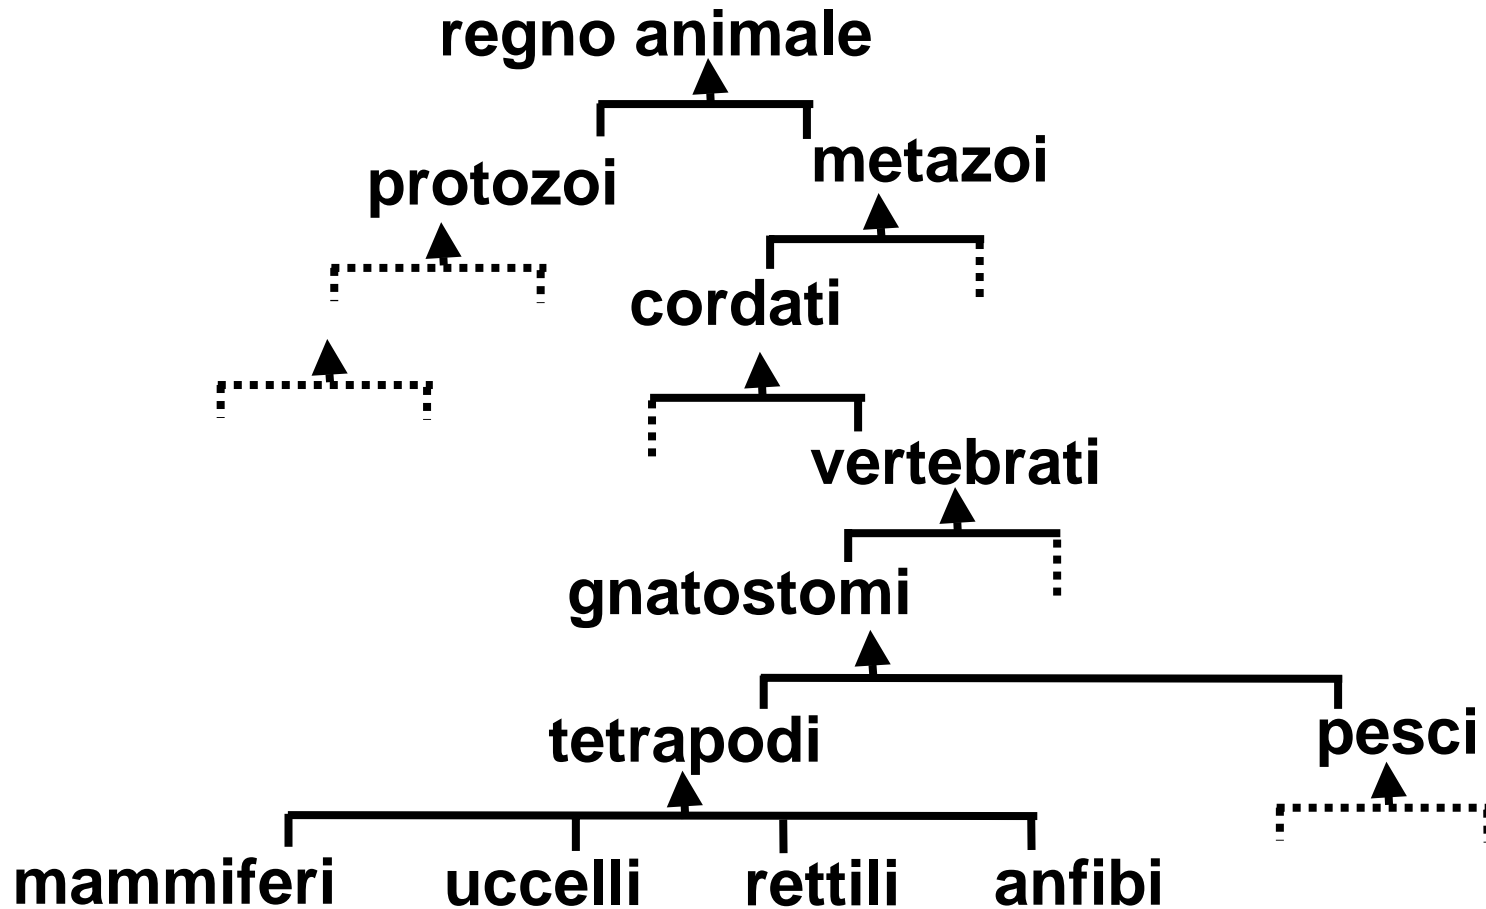 regno animale
protozoi
metazoi
cordati
vertebrati
gnatostomi
tetrapodi
pesci
mammiferi
uccelli
rettili
anfibi